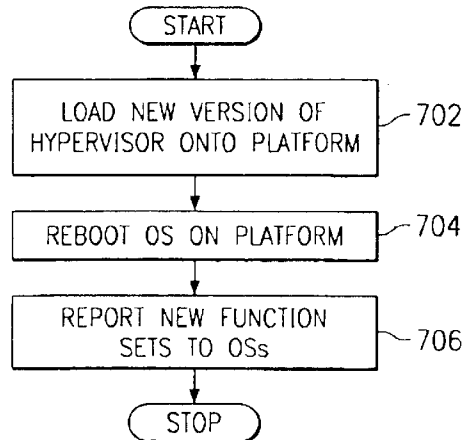 START
LOAD NEW VERSION OF
HYPERVISOR ONTO PLATFORM
702
REBOOT OS ON PLATFORM
704
REPORT NEW FUNCTION
SETS TO OSs
706
STOP